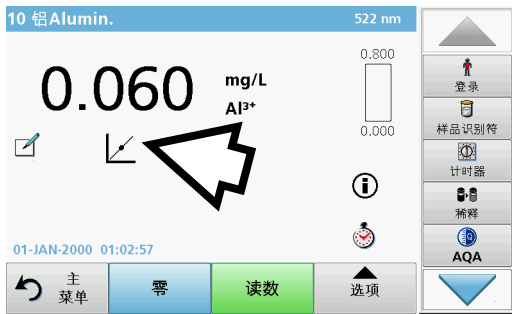 10 铝Alumin.
522 nm
0.060
mg/L
Al³⁺
0.800
0.000
i
01-JAN-2000 01:02:57
主
菜单
零
读数
选项
登录
样品识别符
计时器
稀释
AQA